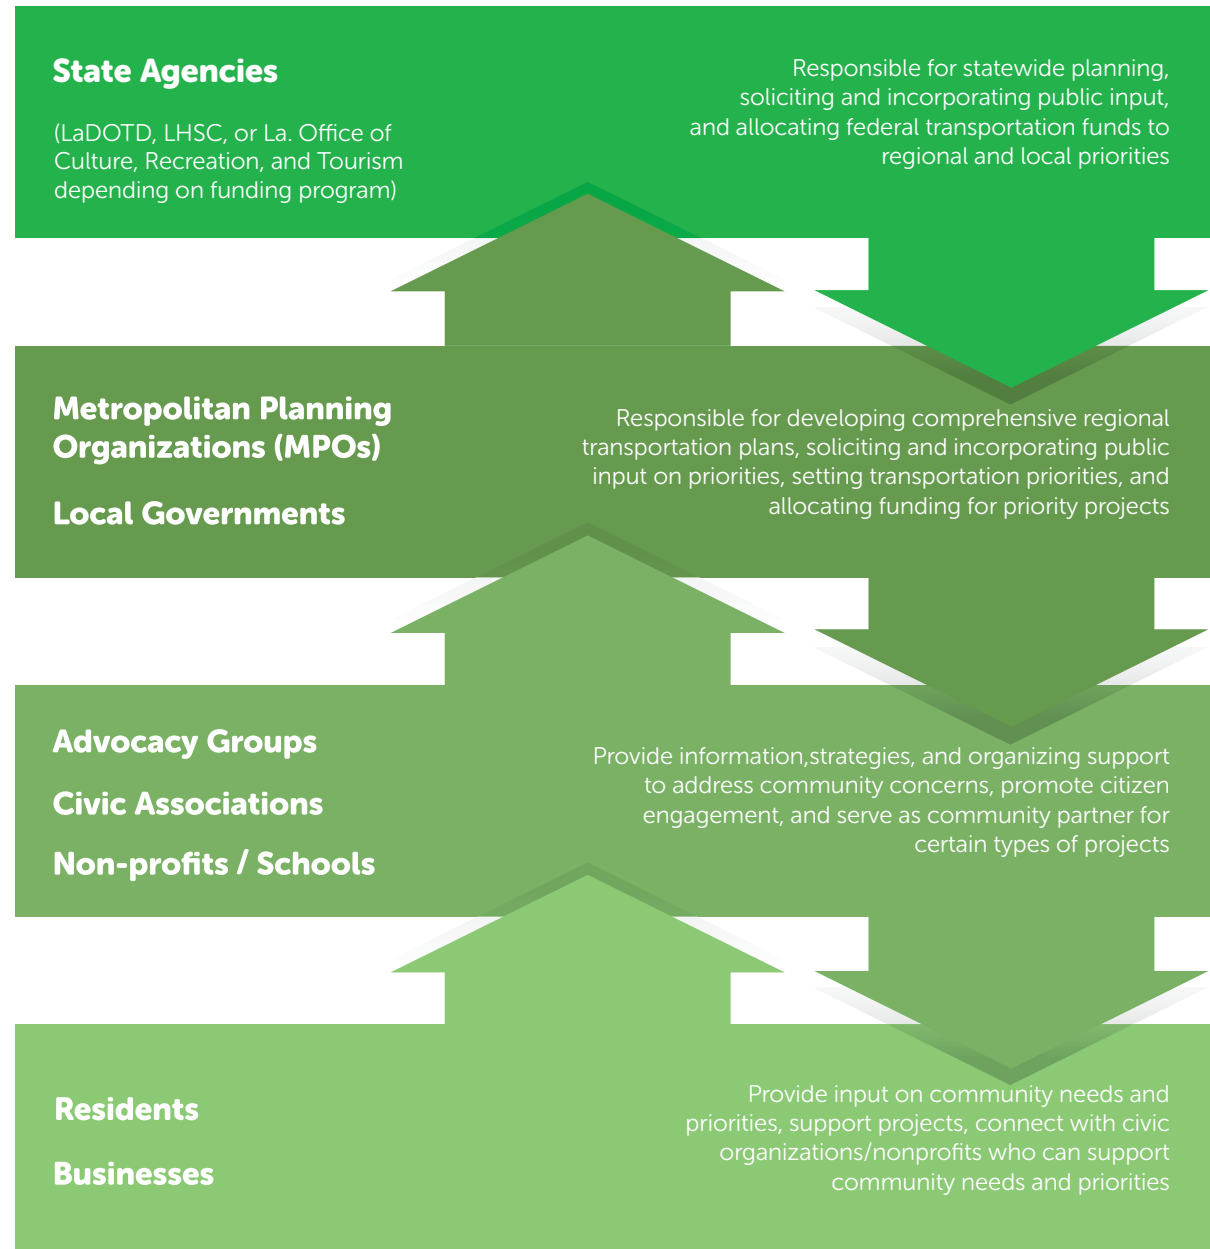 State Agencies
(LaDOTD, LHSC, or La. Office of
Culture, Recreation, and Tourism
depending on funding program)
Responsible for statewide planning,
soliciting and incorporating public input,
and allocating federal transportation funds to
regional and local priorities
Metropolitan Planning
Organizations (MPOs)
Local Governments
Responsible for developing comprehensive regional
transportation plans, soliciting and incorporating public
input on priorities, setting transportation priorities, and
allocating funding for priority projects
Advocacy Groups
Civic Associations
Non-profits / Schools
Provide information,strategies, and organizing support
to address community concerns, promote citizen
engagement, and serve as community partner for
certain types of projects
Residents
Businesses
Provide input on community needs and
priorities, support projects, connect with civic
organizations/nonprofits who can support
community needs and priorities